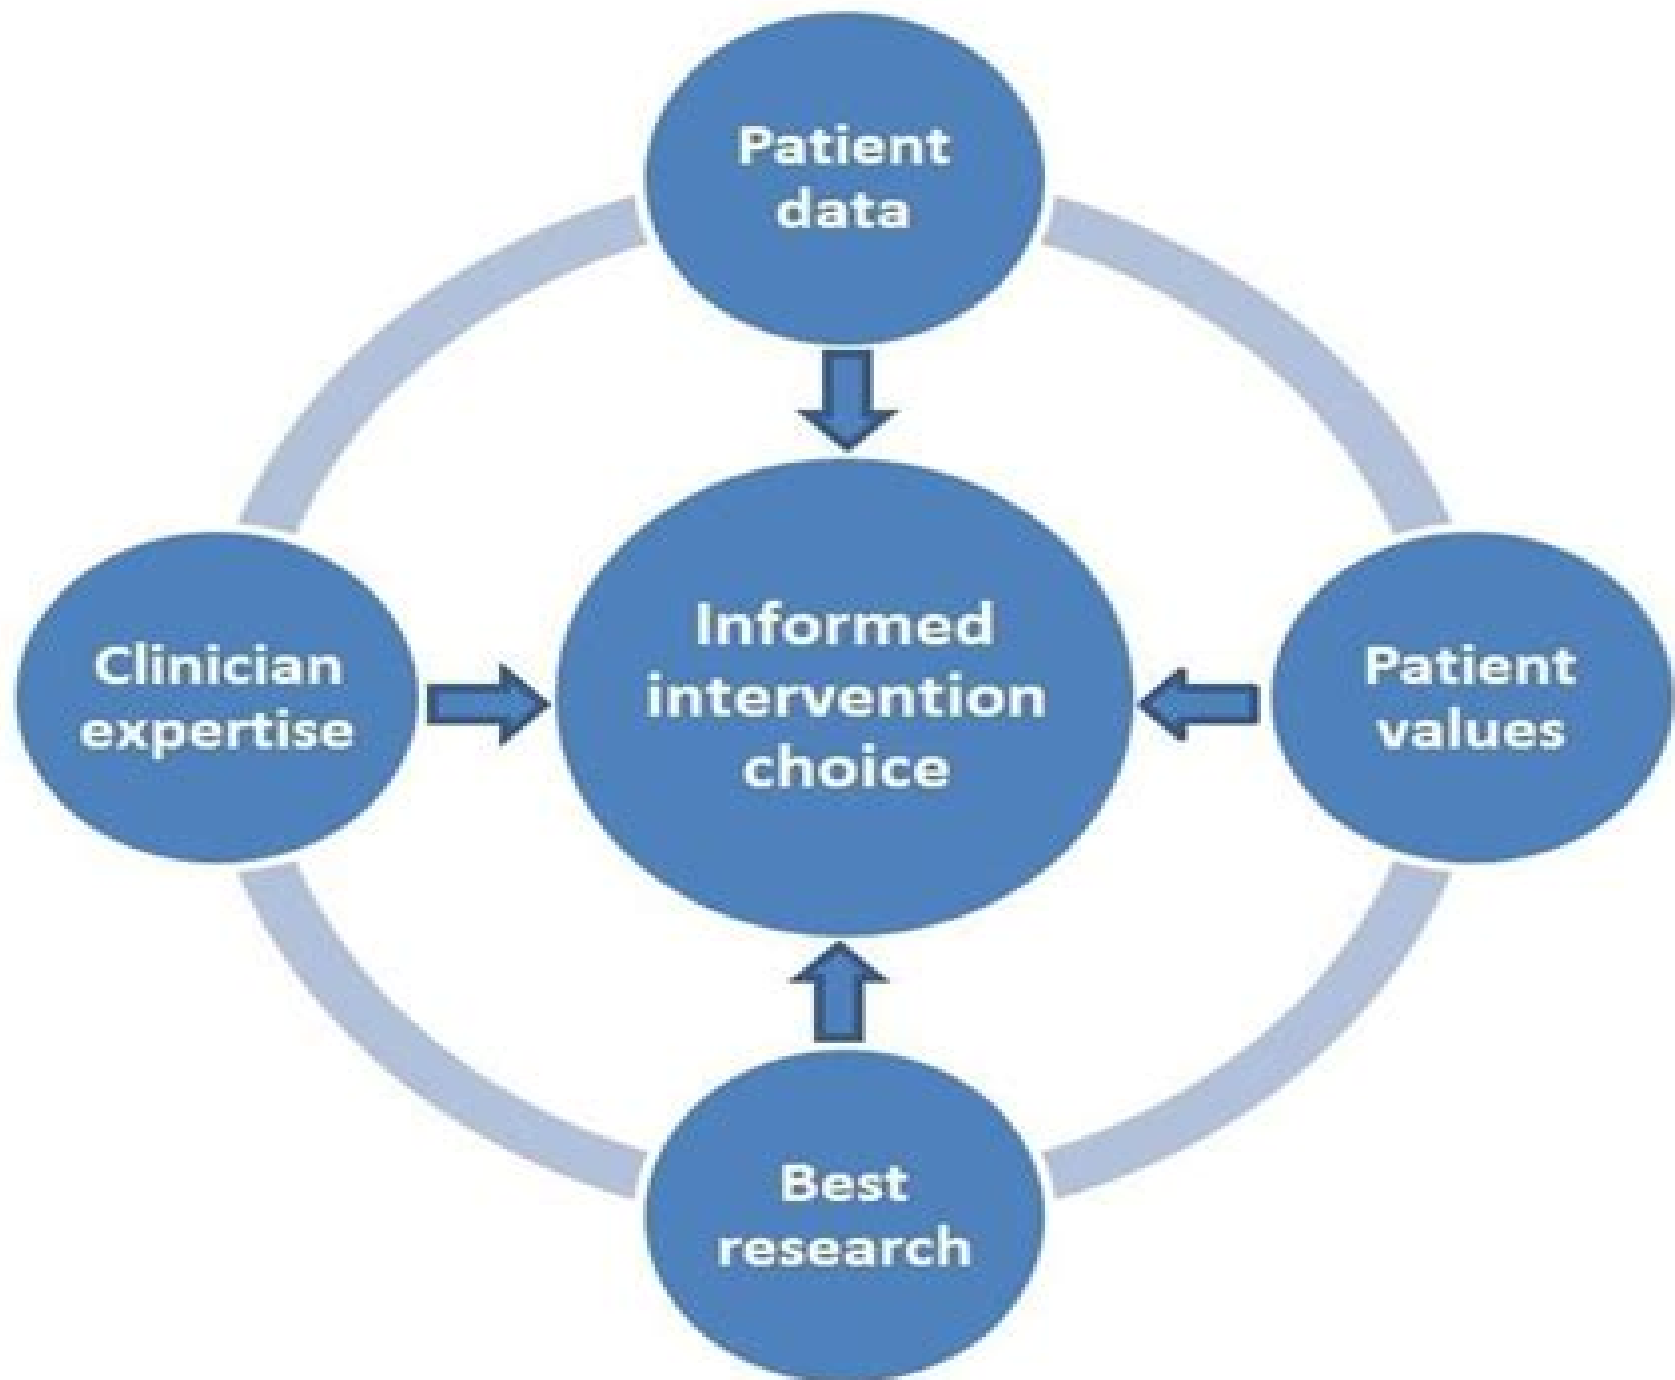 Patient
data
Clinician
expertise
Informed
intervention
choice
Patient
values
Best
research